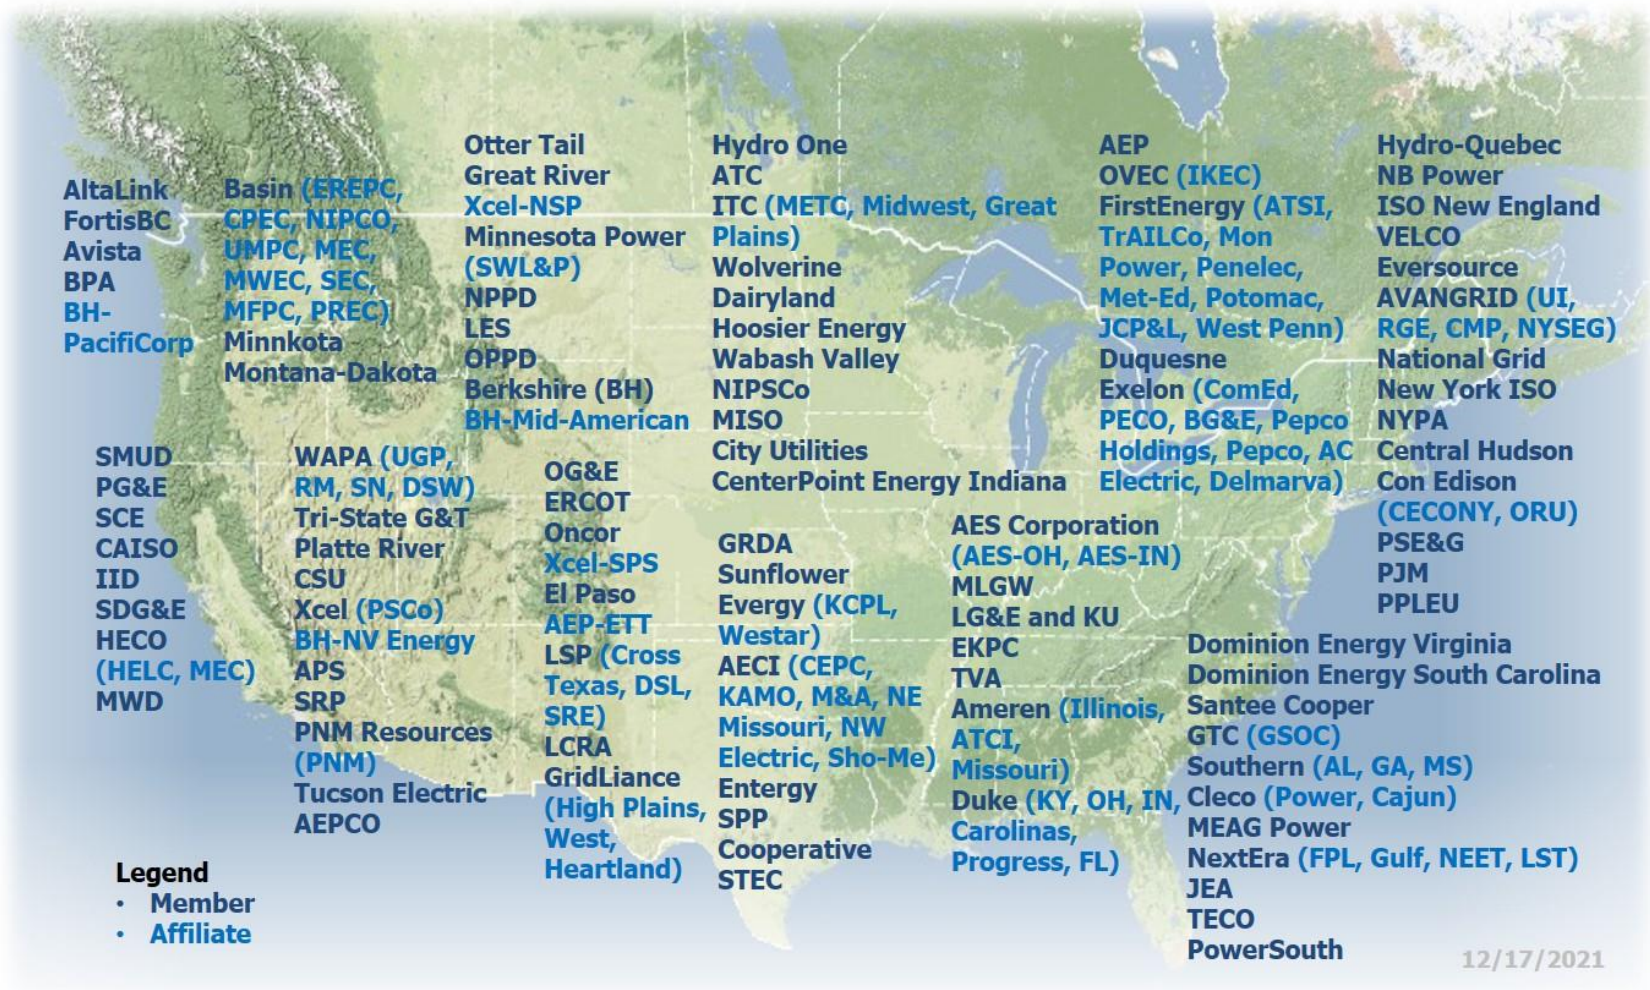 AltaLink
FortisBC
Avista
BPA
BH-
PacifiCorp
Basin (EREPC,
CPEC, NIPCO,
UMPC, MEC,
MWEC, SEC,
MFPC, PREC)
Minnkota
Montana-Dakota
Otter Tail
Great River
Xcel-NSP
Minnesota Power
(SWL&P)
NPPD
LES
OPPD
Berkshire (BH)
BH-Mid-American
Hydro One
ATC
ITC (METC, Midwest, Great
Plains)
Wolverine
Dairyland
Hoosier Energy
Wabash Valley
NIPSCo
MISO
City Utilities
CenterPoint Energy Indiana
AEP
OVEC (IKEC)
FirstEnergy (ATSI,
TrAILCo, Mon
Power, Penelec,
Met-Ed, Potomac,
JCP&L, West Penn)
Duquesne
Exelon (ComEd,
PECO, BG&E, Pepco
Holdings, Pepco, AC
Electric, Delmarva)
Hydro-Quebec
NB Power
ISO New England
VELCO
Eversource
AVANGRID (UI,
RGE, CMP, NYSEG)
National Grid
New York ISO
NYPA
Central Hudson
Con Edison
(CECONY, ORU)
PSE&G
PJM
PPLEU
SMUD
PG&E
SCE
CAISO
IID
SDG&E
HECO
(HELC, MEC)
MWD
WAPA (UGP,
RM, SN, DSW)
Tri-State G&T
Platte River
CSU
Xcel (PSCo)
BH-NV Energy
APS
SRP
PNM Resources
(PNM)
Tucson Electric
AEPCO
OG&E
ERCOT
Oncor
Xcel-SPS
El Paso
AEP-ETT
LSP (Cross
Texas, DSL,
SRE)
LCRA
GridLiance
(High Plains,
West,
Heartland)
GRDA
Sunflower
Evergy (KCPL,
Westar)
AECI (CEPC,
KAMO, M&A, NE
Missouri, NW
Electric, Sho-Me)
Entergy
SPP
Cooperative
STEC
AES Corporation
(AES-OH, AES-IN)
MLGW
LG&E and KU
EKPC
TVA
Ameren (Illinois,
ATCI,
Missouri)
Duke (KY, OH, IN,
Carolinas,
Progress, FL)
Dominion Energy Virginia
Dominion Energy South Carolina
Santee Cooper
GTC (GSOC)
Southern (AL, GA, MS)
Cleco (Power, Cajun)
MEAG Power
NextEra (FPL, Gulf, NEET, LST)
JEA
TECO
PowerSouth
Legend
• Member
• Affiliate
12/17/2021